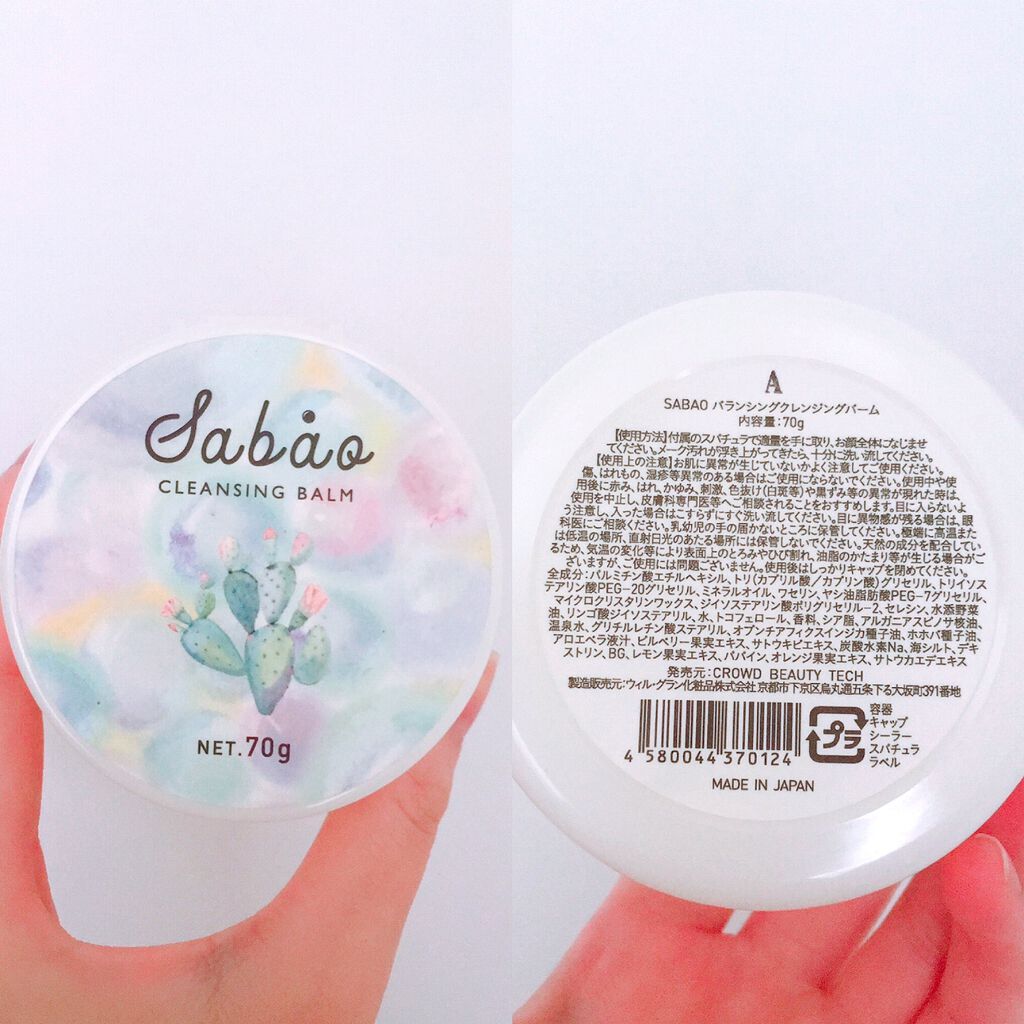 Sabao
CLEANSING BALM
NET.70g
A
SABAO バランシングクレンジングバーム
内容量:70g
【使用方法】付属のスパチュラで適量を手に取り、お顔全体になじませ
てください。メーク汚れが浮き上がってきたら、十分に洗い流してください。
【使用上の注意】お肌に異常が生じていないかよく注意してご使用ください。
傷、はれもの、湿疹等異常のある場合はご使用にならないでください。使用中や使
用後に赤み、はれ、かゆみ、刺激、色抜け(白斑等)や黒ずみ等の異常が現れた時は、
使用を中止し、皮膚科専門医等へご相談されることをおすすめします。目に入らないよ
う注意し、入った場合はこすらずにすぐ洗い流してください。目に異物感が残る場合は、眼
科医にご相談ください。乳幼児の手の届かないところに保管してください。極端に高温また
は低温の場所、直射日光のあたる場所には保管しないでください。天然の成分を配合してい
るため、気温の変化等により表面上のとろみやひび割れ、油脂のかたまり等が生じる場合がご
ざいますが、ご使用には問題ございません。使用後はしっかりキャップを閉めてください。
全成分:パルミチン酸エチルヘキシル、トリ(カプリル酸/カプリン酸)グリセリル、トリイソス
テアリン酸PEG-20グリセリル、ミネラルオイル、ワセリン、ヤシ油脂肪酸PEG-7グリセリル、
マイクロクリスタリンワックス、ジイソステアリン酸ポリグリセリル-2、セレシン、水添野菜
油、リンゴ酸ジイソステアリル、水、トコフェロール、香料、シア脂、アルガニアスピノサ核油、
温泉水、グリチルレチン酸ステアリル、オプンチアフィクスインジカ種子油、ホホバ種子油、
アロエベラ液汁、ビルベリー果実エキス、サトウキビエキス、炭酸水素Na、海シルト、デキ
ストリン、BG、レモン果実エキス、パパイン、オレンジ果実エキス、サトウカエデエキス
発売元:CROWD BEAUTY TECH
製造販売元:ウィル・グラン化粧品株式会社 京都市下京区烏丸通五条下る大坂町391番地
4 580044 370124
プラ
容器
キャップ
シーラー
スパチュラ
ラベル
MADE IN JAPAN